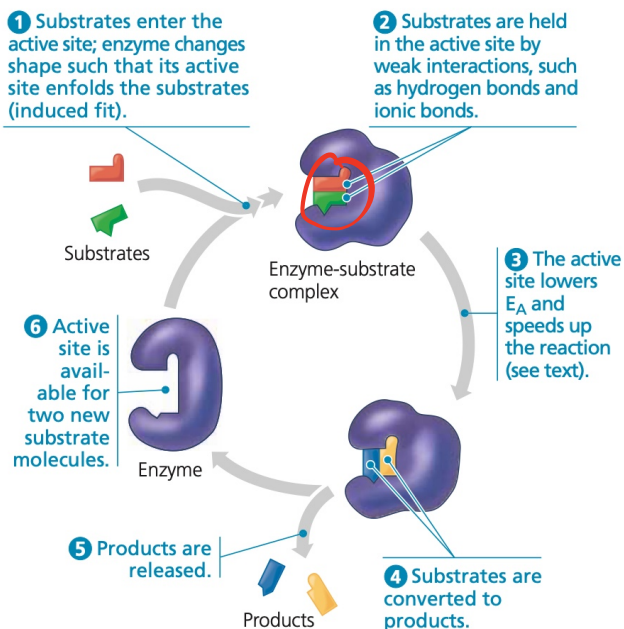 1 Substrates enter the
active site; enzyme changes
shape such that its active
site enfolds the substrates
(induced fit).
2 Substrates are held
in the active site by
weak interactions, such
as hydrogen bonds and
ionic bonds.
Substrates
Enzyme-substrate
complex
3 The active
site lowers
EA and
speeds up
the reaction
(see text).
6 Active
site is
avail-
able for
two new
substrate
molecules.
Enzyme
5 Products are
released.
Products
4 Substrates are
converted to
products.